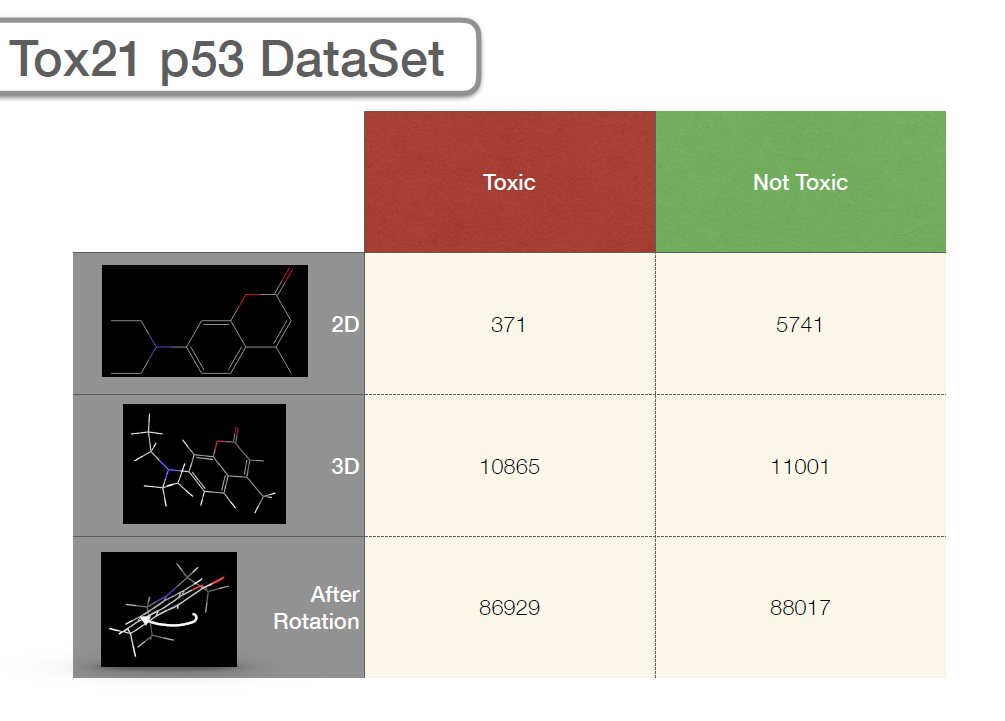 Tox21 p53 DataSet
Toxic
Not Toxic
2D
371
5741
3D
10865
11001
After
Rotation
86929
88017